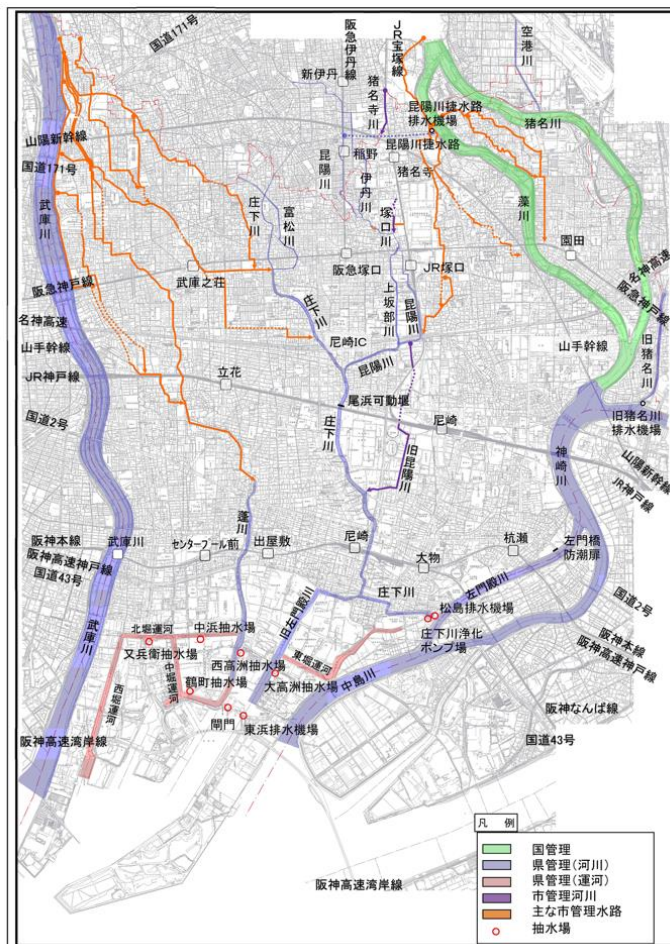 国道171号
阪急伊丹線
JR宝塚線
空港川
新伊丹
猪名寺川
昆陽川捷水路
排水機場
猪名川
山陽新幹線
稲野
昆陽川捷水路
国道171号
昆陽川
伊丹川
猪名寺
武庫川
庄下川
富松川
塚口川
藻川
園田
武庫之荘
阪急塚口
JR塚口
名神高速
阪急神戸線
阪急神戸線
上坂部川
昆陽川
名神高速
庄下川
尼崎IC
山手幹線
山手幹線
旧猪名川
JR神戸線
立花
昆陽川
尾浜可動堰
旧猪名川
排水機場
国道2号
庄下川
尼崎
旧昆陽川
神崎川
山陽新幹線
JR神戸線
蓬川
阪神本線
武庫川
センタープール前
出屋敷
尼崎
大物
杭瀬
左門橋
防潮扉
阪神高速神戸線
国道43号
庄下川
左門殿川
国道2号
武庫川
旧左門殿川
松島排水機場
阪神本線
北堀運河
中浜抽水場
庄下川浄化
ポンプ場
阪神高速神戸線
又兵衛抽水場
西高洲抽水場
東堀運河
中堀運河
鶴町抽水場
大高洲抽水場
中島川
西堀運河
阪神なんば線
閘門
東浜排水機場
国道43号
阪神高速湾岸線
凡 例
国管理
県管理(河川)
県管理(運河)
市管理河川
主な市管理水路
抽水場
阪神高速湾岸線